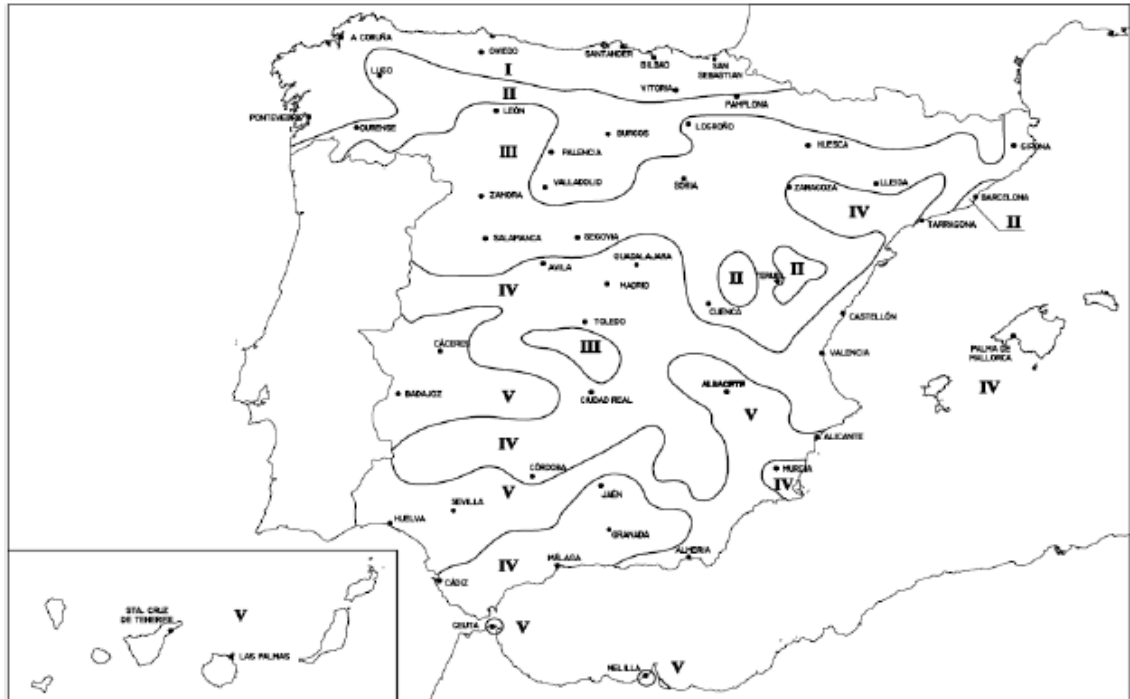 A CORUÑA
OVIEDO
SANTANDER
BILBAO
SAN
SEBASTIAN
LUGO
I
VITORIA
PAMPLONA
II
LEÓN
PONTEVEDRA
OURENSE
BURGOS
LOGROÑO
HUESCA
GIRONA
III
PALENCIA
VALLADOLID
SORIA
ZARAGOZA
LLEIDA
ZAMORA
BARCELONA
IV
TARRAGONA
II
SALAMANCA
SEGOVIA
AVILA
GUADALAJARA
II
TERUEL
II
IV
MADRID
CUENCA
CASTELLÓN
TOLEDO
III
CÁCERES
VALENCIA
PALMA DE
MALLORCA
IV
BADAJOZ
V
CIUDAD REAL
ALBACETE
V
IV
ALICANTE
CÓRDOBA
MURCIA
IV
V
JAÉN
SEVILLA
HUELVA
GRANADA
ALMERIA
IV
MÁLAGA
CÁDIZ
STA. CRUZ
DE TENERIFE
V
LAS PALMAS
CEUTA
V
MELILLA
V